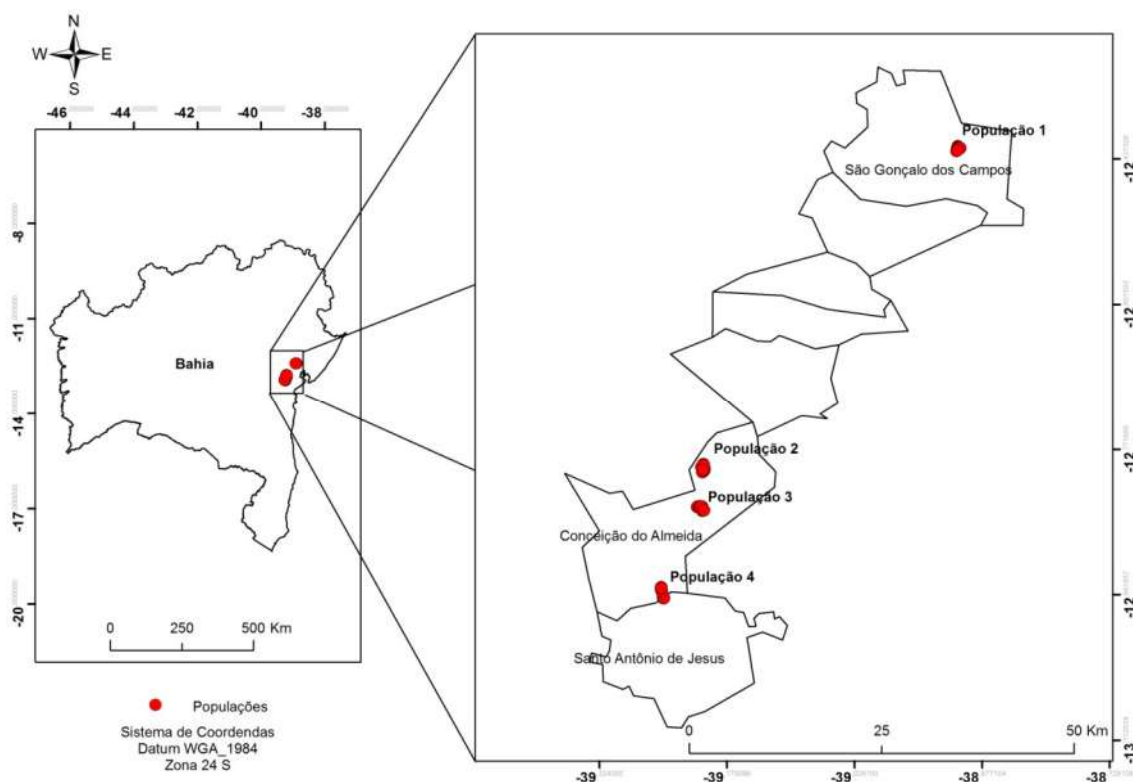 N
W E
S
-46 -44 -42 -40 -38
-8
-11
-14
-17
-20
Bahia
0 250 500 Km
Populações
Sistema de Coordendas
Datum WGA_1984
Zona 24 S
População 1
São Gonçalo dos Campos
População 2
População 3
Conceição do Almeida
População 4
Santo Antônio de Jesus
0 25 50 Km
-12
-12
-12
-12
-13
-39 -39 -39 -38 -38